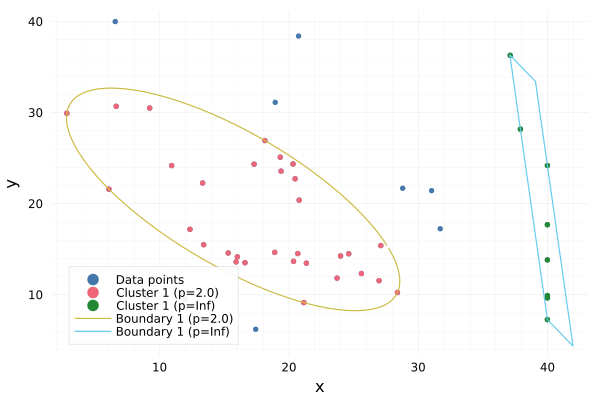 40
30
20
10
y
Data points
Cluster 1 (p=2.0)
Cluster 1 (p=Inf)
Boundary 1 (p=2.0)
Boundary 1 (p=Inf)
10 20 30 40
x